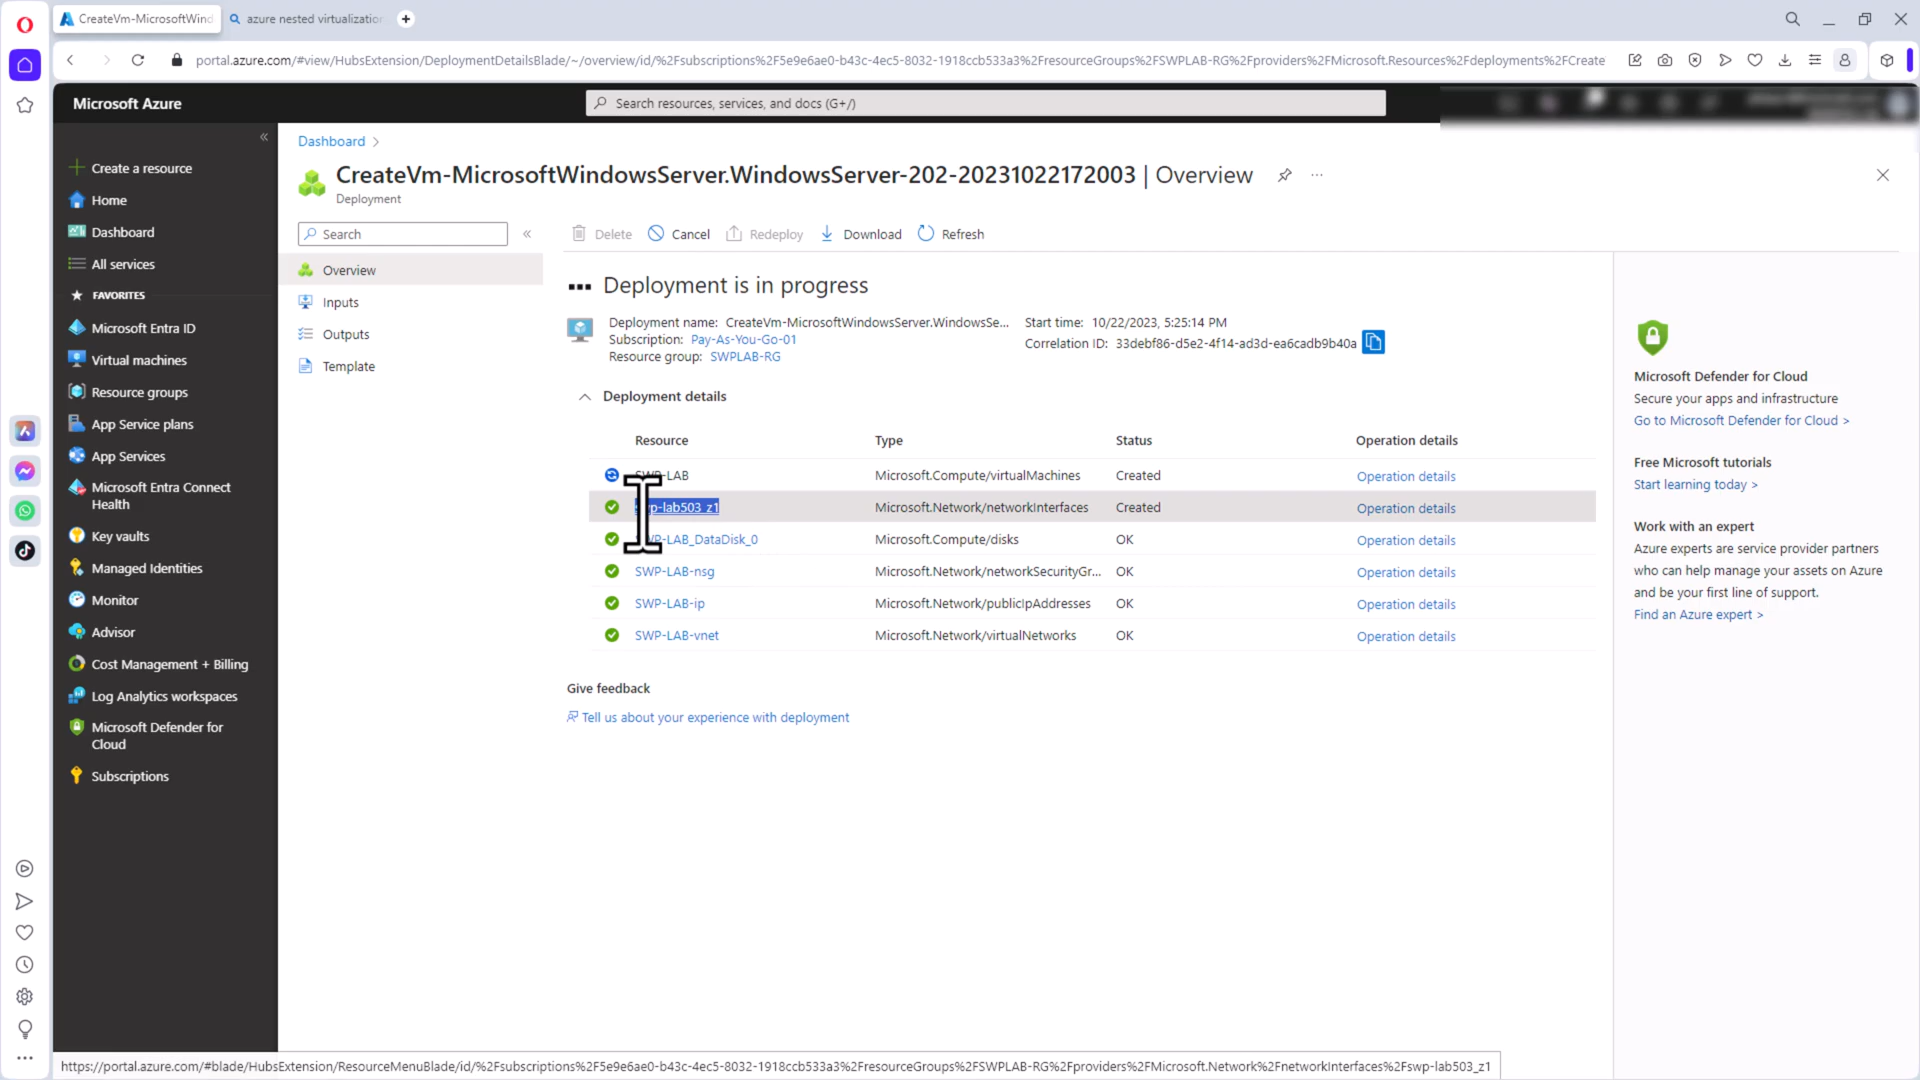 CreateVm-MicrosoftWind
azure nested virtualization
portal.azure.com/#view/HubsExtension/DeploymentDetailsBlade/~/overview/id/%2Fsubscriptions%2F5e9e6ae0-b43c-4ec5-8032-1918ccb533a3%2FresourceGroups%2FSWPLAB-RG%2Fproviders%2FMicrosoft.Resources%2Fdeployments%2FCreate
Microsoft Azure
Search resources, services, and docs (G+/)
Create a resource
Home
Dashboard
All services
FAVORITES
Microsoft Entra ID
Virtual machines
Resource groups
App Service plans
App Services
Microsoft Entra Connect
Health
Key vaults
Managed Identities
Monitor
Advisor
Cost Management + Billing
Log Analytics workspaces
Microsoft Defender for
Cloud
Subscriptions
Dashboard >
CreateVm-MicrosoftWindowsServer.WindowsServer-202-20231022172003 | Overview
Deployment
Search
Overview
Inputs
Outputs
Template
Delete Cancel Redeploy Download Refresh
Deployment is in progress
Deployment name: CreateVm-MicrosoftWindowsServer.WindowsSe...
Subscription: Pay-As-You-Go-01
Resource group: SWPLAB-RG
Start time: 10/22/2023, 5:25:14 PM
Correlation ID: 33debf86-d5e2-4f14-ad3d-ea6cadb9b40a
Deployment details
Resource Type Status Operation details
SWP-LAB Microsoft.Compute/virtualMachines Created Operation details
swp-lab503_z1 Microsoft.Network/networkInterfaces Created Operation details
SWP-LAB_DataDisk_0 Microsoft.Compute/disks OK Operation details
SWP-LAB-nsg Microsoft.Network/networkSecurityGr... OK Operation details
SWP-LAB-ip Microsoft.Network/publicIpAddresses OK Operation details
SWP-LAB-vnet Microsoft.Network/virtualNetworks OK Operation details
Give feedback
Tell us about your experience with deployment
Microsoft Defender for Cloud
Secure your apps and infrastructure
Go to Microsoft Defender for Cloud >
Free Microsoft tutorials
Start learning today >
Work with an expert
Azure experts are service provider partners
who can help manage your assets on Azure
and be your first line of support.
Find an Azure expert >
https://portal.azure.com/#blade/HubsExtension/ResourceMenuBlade/id/%2Fsubscriptions%2F5e9e6ae0-b43c-4ec5-8032-1918ccb533a3%2FresourceGroups%2FSWPLAB-RG%2Fproviders%2FMicrosoft.Network%2FnetworkInterfaces%2Fswp-lab503_z1